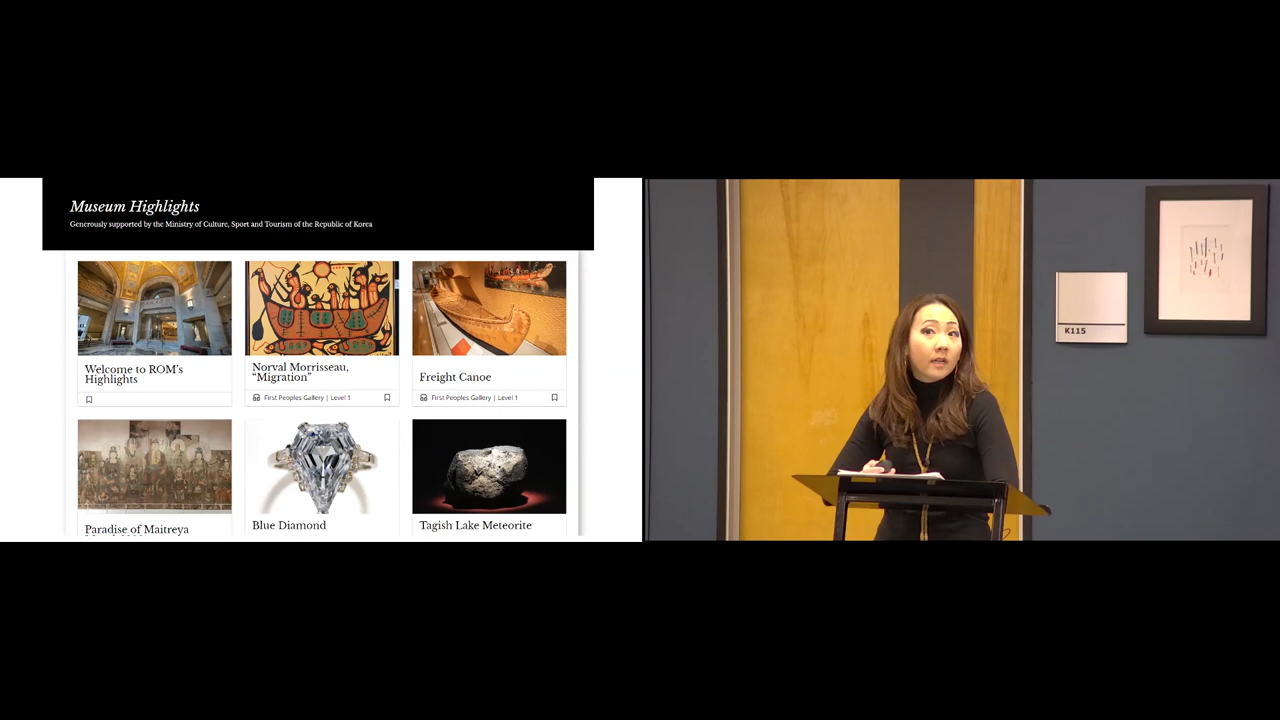 Museum Highlights
Generously supported by the Ministry of Culture, Sport and Tourism of the Republic of Korea
Welcome to ROM's
Highlights
Norval Morrisseau,
"Migration"
First Peoples Gallery | Level 1
Freight Canoe
First Peoples Gallery | Level 1
Paradise of Maitreya
Blue Diamond
Tagish Lake Meteorite
K115